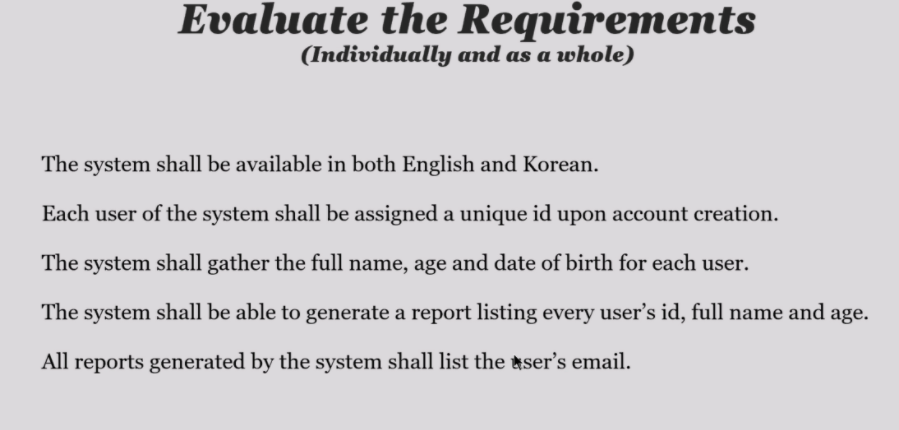 Evaluate the Requirements
(Individually and as a whole)
The system shall be available in both English and Korean.
Each user of the system shall be assigned a unique id upon account creation.
The system shall gather the full name, age and date of birth for each user.
The system shall be able to generate a report listing every user’s id, full name and age.
All reports generated by the system shall list the user’s email.